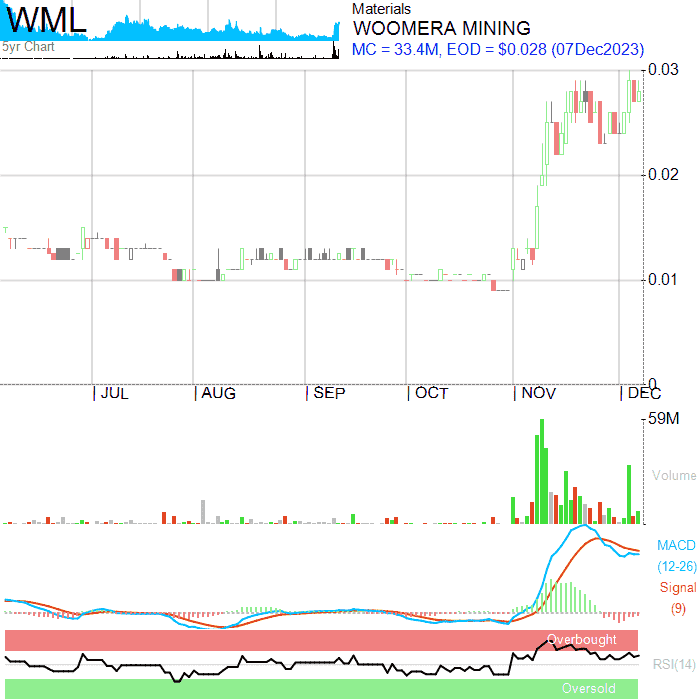 WML
5yr Chart
Materials
WOOMERA MINING
MC = 33.4M, EOD = $0.028 (07Dec2023)
0.03
0.02
0.01
0
JUL AUG SEP OCT NOV DEC
59M
Volume
MACD
(12-26)
Signal
(9)
Overbought
RSI(14)
Oversold